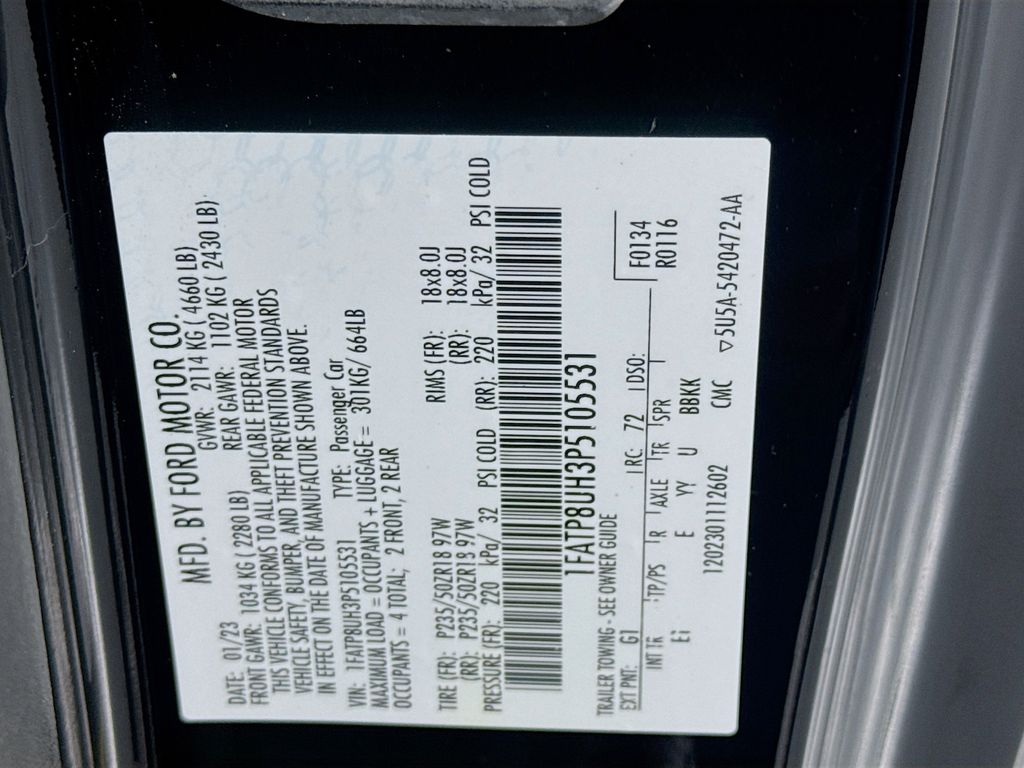 MFD. BY FORD MOTOR CO.
DATE: 01/23 GVWR: 2114 KG ( 4660 LB)
FRONT GAWR: 1034 KG ( 2280 LB) REAR GAWR: 1102 KG ( 2430 LB)
THIS VEHICLE CONFORMS TO ALL APPLICABLE FEDERAL MOTOR
VEHICLE SAFETY, BUMPER, AND THEFT PREVENTION STANDARDS
IN EFFECT ON THE DATE OF MANUFACTURE SHOWN ABOVE.
VIN: 1FATP8UH3P5105531 TYPE: Passenger Car
MAXIMUM LOAD = OCCUPANTS + LUGGAGE = 301KG/ 664LB
OCCUPANTS = 4 TOTAL; 2 FRONT, 2 REAR
TIRE (FR): P235/50ZR18 97W RIMS (FR): 18x8.0J
(RR): P235/50ZR18 97W (RR): 18x8.0J
PRESSURE (FR): 220 kPa/ 32 PSI COLD (RR): 220 kPa/ 32 PSI COLD
1FATP8UH3P5105531
TRAILER TOWING - SEE OWNER GUIDE
F0134
R0116
EXT PNT: G1 RC: 72 DSO:
INT TR TP/PS R AXLE TR SPR
E YY U BBKK
1202301112602 CMC
▽5U5A-5420472-AA